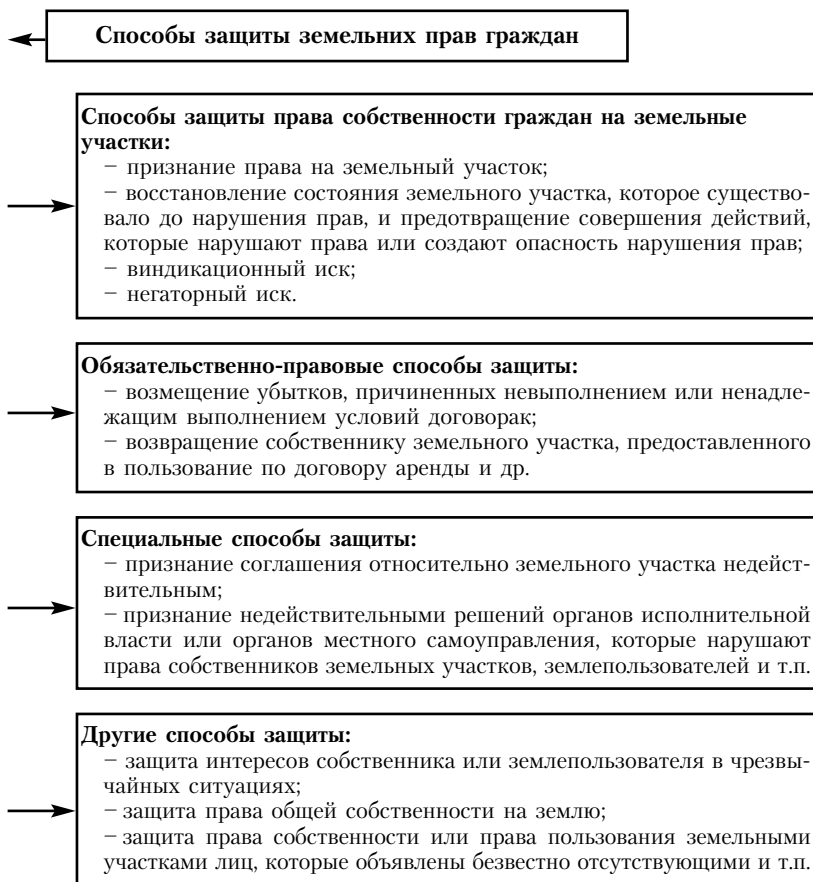 Способы защиты земельних прав граждан
Способы защиты права собственности граждан на земельные
участки:
– признание права на земельный участок;
– восстановление состояния земельного участка, которое существо-
вало до нарушения прав, и предотвращение совершения действий,
которые нарушают права или создают опасность нарушения прав;
– виндикационный иск;
– негаторный иск.
Обязательственно-правовые способы защиты:
– возмещение убытков, причиненных невыполнением или ненадле-
жащим выполнением условий договорак;
– возвращение собственнику земельного участка, предоставленного
в пользование по договору аренды и др.
Специальные способы защиты:
– признание соглашения относительно земельного участка недейст-
вительным;
– признание недействительными решений органов исполнительной
власти или органов местного самоуправления, которые нарушают
права собственников земельных участков, землепользователей и т.п.
Другие способы защиты:
– защита интересов собственника или землепользователя в чрезвы-
чайных ситуациях;
– защита права общей собственности на землю;
– защита права собственности или права пользования земельными
участками лиц, которые объявлены безвестно отсутствующими и т.п.